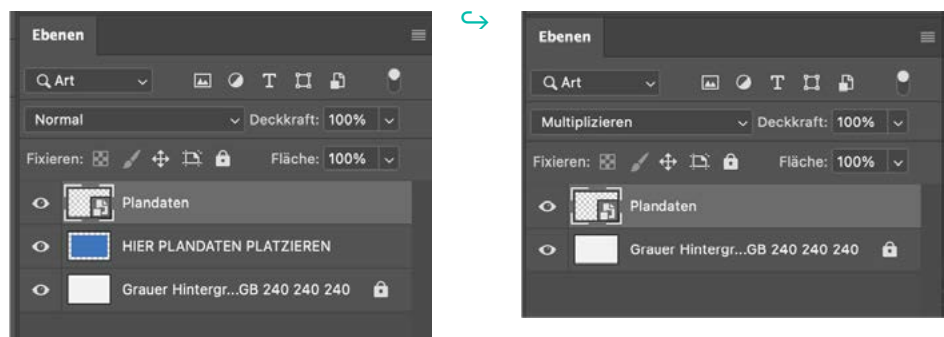 Ebenen
Art
Normal
Deckkraft: 100%
Fixieren:
Fläche: 100%
Plandaten
HIER PLANDATEN PLATZIEREN
Grauer Hintergr...GB 240 240 240
Ebenen
Art
Multiplizieren
Deckkraft: 100%
Fixieren:
Fläche: 100%
Plandaten
Grauer Hintergr...GB 240 240 240